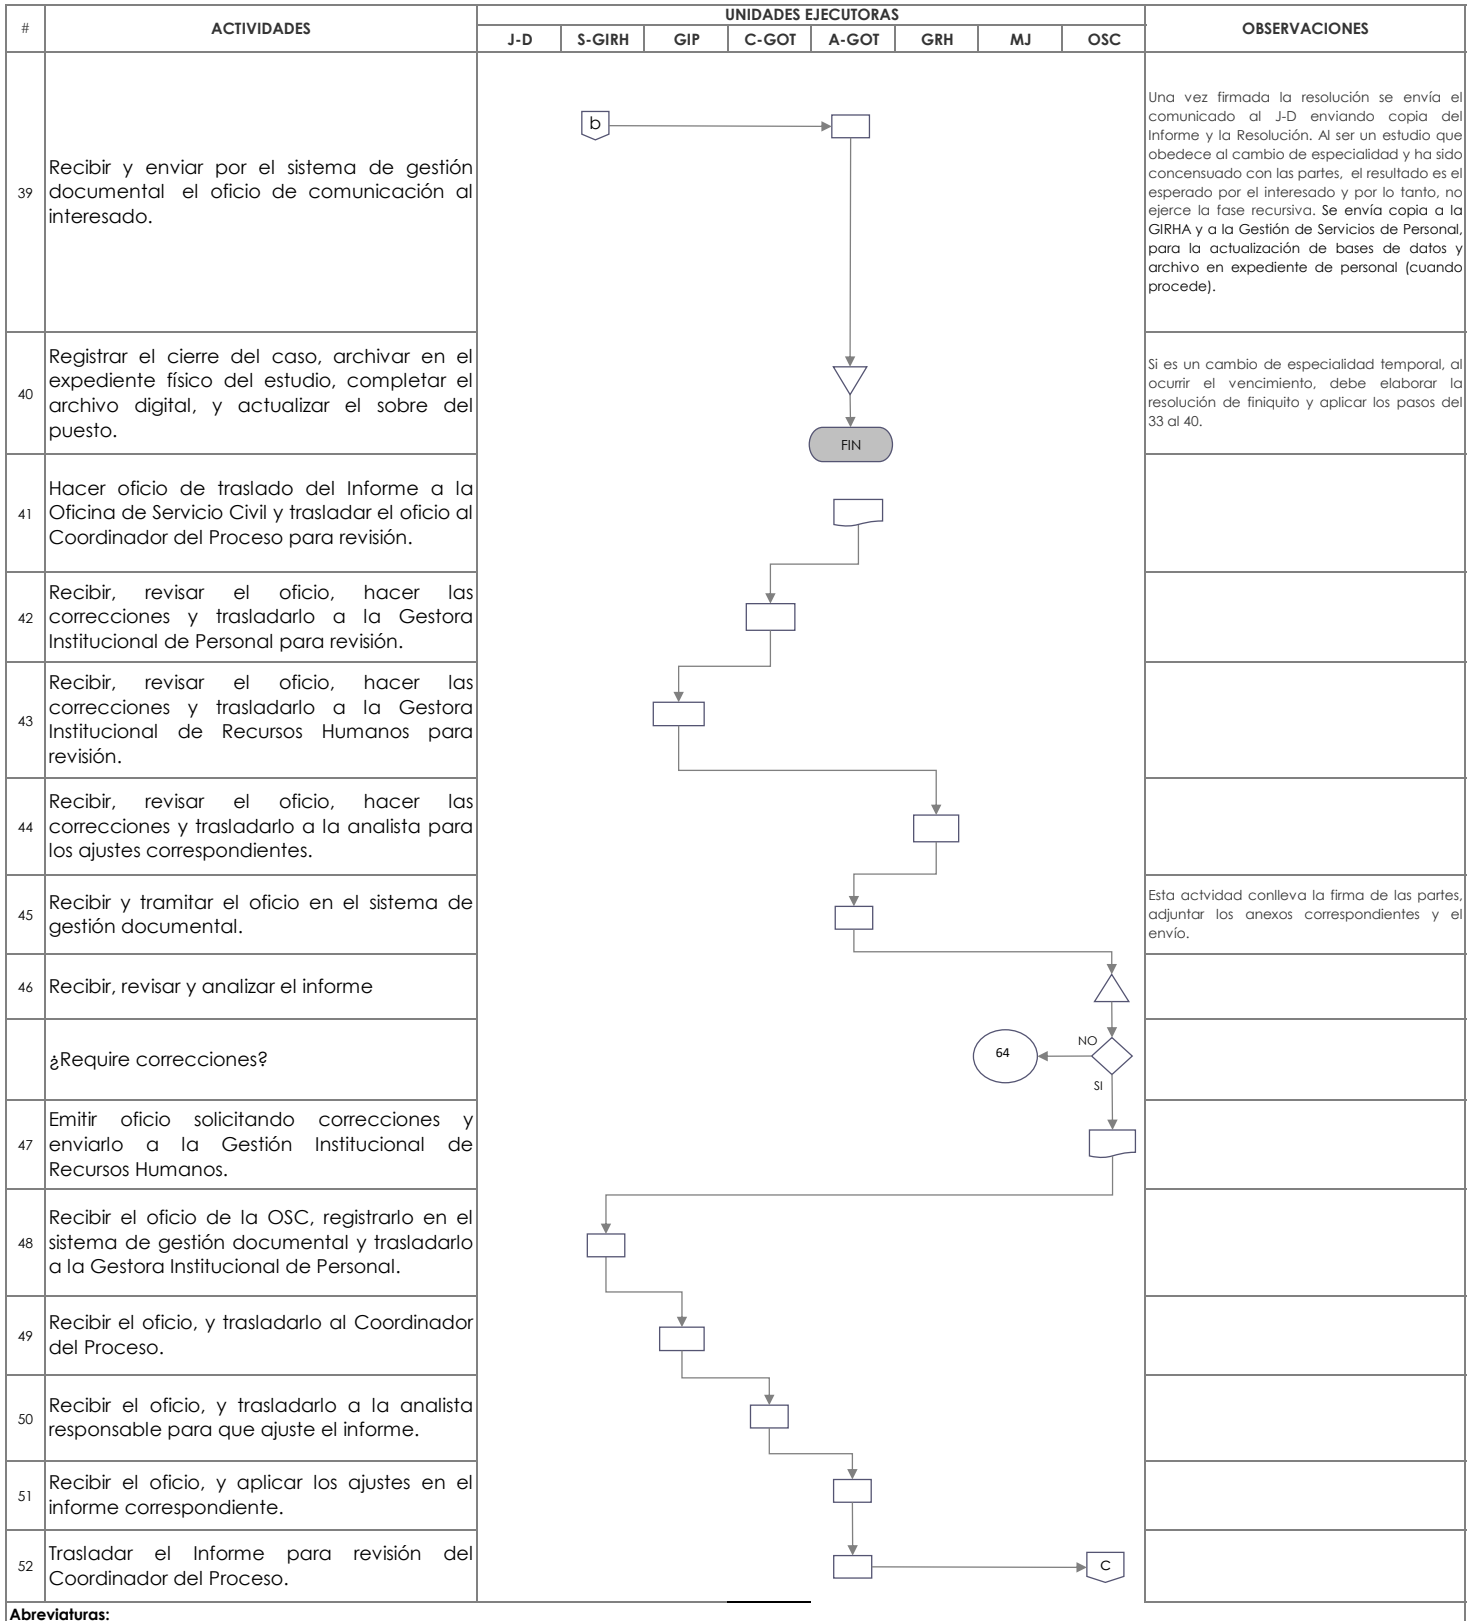 #
ACTIVIDADES
UNIDADES EJECUTORAS
OBSERVACIONES
J-D S-GIRH GIP C-GOT A-GOT GRH MJ OSC
39
Recibir y enviar por el sistema de gestión
documental el oficio de comunicación al
interesado.
b
Una vez firmada la resolución se envía el
comunicado al J-D enviando copia del
Informe y la Resolución. Al ser un estudio que
obedece al cambio de especialidad y ha sido
concensuado con las partes, el resultado es el
esperado por el interesado y por lo tanto, no
ejerce la fase recursiva. Se envía copia a la
GIRHA y a la Gestión de Servicios de Personal,
para la actualización de bases de datos y
archivo en expediente de personal (cuando
procede).
40
Registrar el cierre del caso, archivar en el
expediente físico del estudio, completar el
archivo digital, y actualizar el sobre del
puesto.
FIN
Si es un cambio de especialidad temporal, al
ocurrir el vencimiento, debe elaborar la
resolución de finiquito y aplicar los pasos del
33 al 40.
41
Hacer oficio de traslado del Informe a la
Oficina de Servicio Civil y trasladar el oficio al
Coordinador del Proceso para revisión.
42
Recibir, revisar el oficio, hacer las
correcciones y trasladarlo a la Gestora
Institucional de Personal para revisión.
43
Recibir, revisar el oficio, hacer las
correcciones y trasladarlo a la Gestora
Institucional de Recursos Humanos para
revisión.
44
Recibir, revisar el oficio, hacer las
correcciones y trasladarlo a la analista para
los ajustes correspondientes.
45
Recibir y tramitar el oficio en el sistema de
gestión documental.
Esta actvidad conlleva la firma de las partes,
adjuntar los anexos correspondientes y el
envío.
46
Recibir, revisar y analizar el informe
¿Require correcciones?
64
NO
SI
47
Emitir oficio solicitando correcciones y
enviarlo a la Gestión Institucional de
Recursos Humanos.
48
Recibir el oficio de la OSC, registrarlo en el
sistema de gestión documental y trasladarlo
a la Gestora Institucional de Personal.
49
Recibir el oficio, y trasladarlo al Coordinador
del Proceso.
50
Recibir el oficio, y trasladarlo a la analista
responsable para que ajuste el informe.
51
Recibir el oficio, y aplicar los ajustes en el
informe correspondiente.
52
Trasladar el Informe para revisión del
Coordinador del Proceso.
C
Abreviaturas: